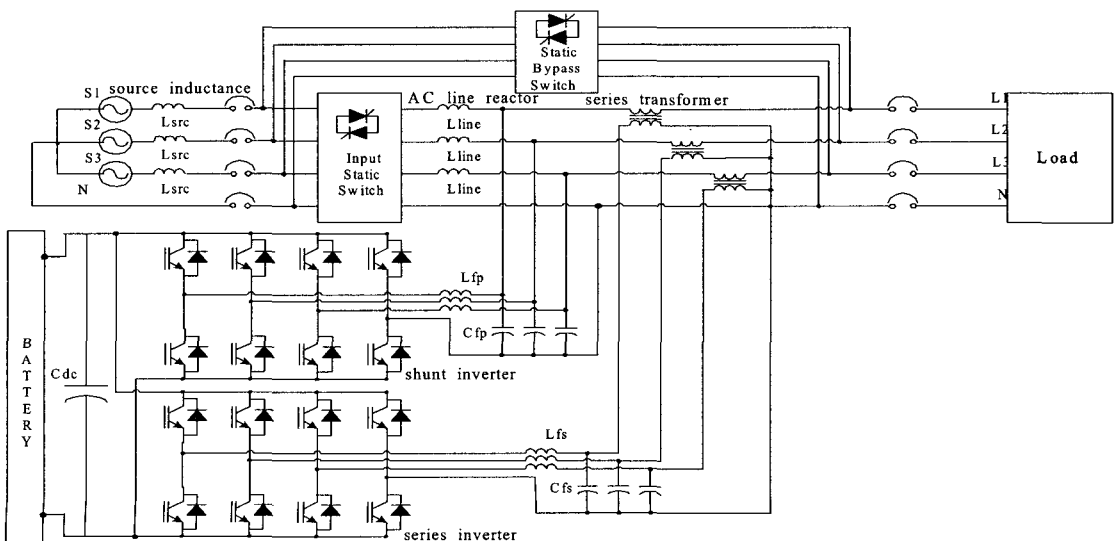 Static
Bypass
Switch
S1 source inductance
AC line reactor
series transformer
L1
S2
Lsrc
Lline
L2
S3
Lsrc
Input
Static
Switch
Lline
L3
Load
N
Lsrc
Lline
N
Lfp
Cfp
BATTERY
Cdc
shunt inverter
Lfs
Cfs
series inverter